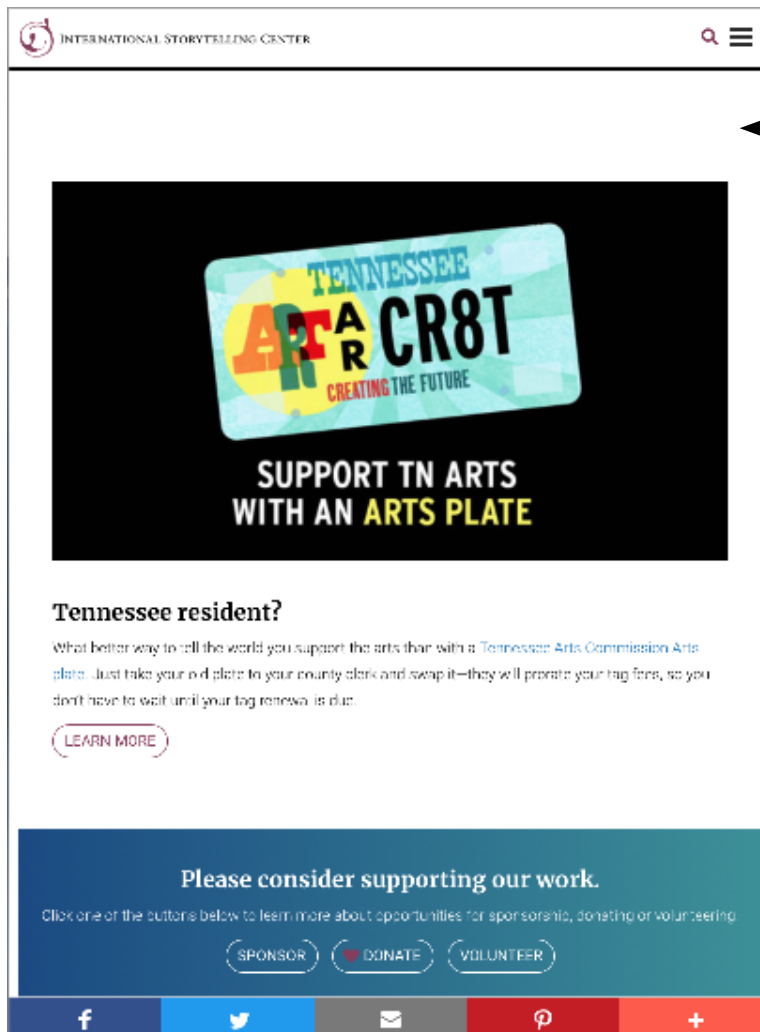 INTERNATIONAL STORYTELLING CENTER
TENNESSEE
ART
A
R
CR8T
CREATING THE FUTURE
SUPPORT TN ARTS
WITH AN ARTS PLATE
Tennessee resident?
What better way to tell the world you support the arts than with a Tennessee Arts Commission Arts
plate. Just take your old plate to your county clerk and swap it—they will prorate your tag fees, so you
don't have to wait until your tag renewal is due.
LEARN MORE
Please consider supporting our work.
Click one of the buttons below to learn more about opportunities for sponsorship, donating or volunteering.
SPONSOR
DONATE
VOLUNTEER